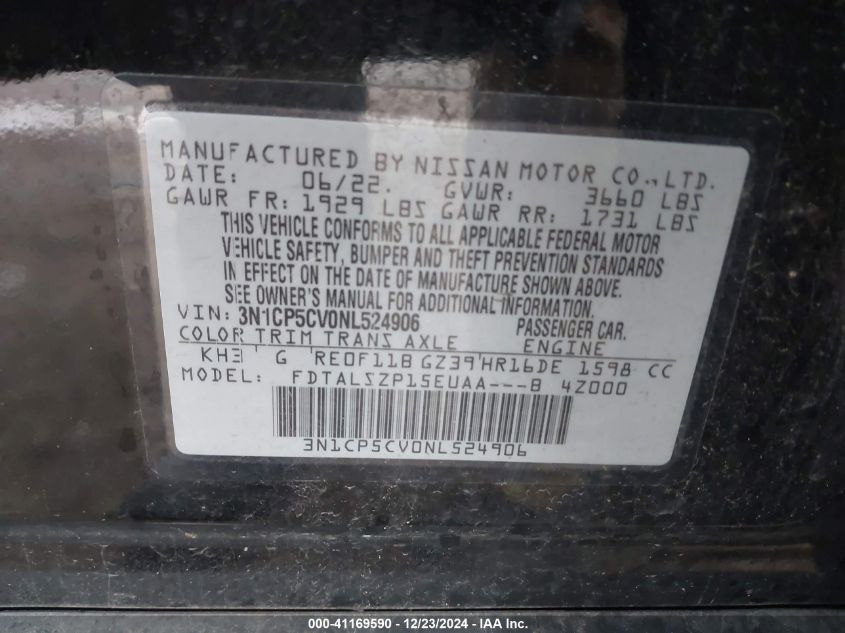 MANUFACTURED BY NISSAN MOTOR CO., LTD.
DATE: 06/22. GVWR: 3660 LBS
GAWR FR: 1929 LBS GAWR RR: 1731 LBS
THIS VEHICLE CONFORMS TO ALL APPLICABLE FEDERAL MOTOR
VEHICLE SAFETY, BUMPER AND THEFT PREVENTION STANDARDS
IN EFFECT ON THE DATE OF MANUFACTURE SHOWN ABOVE.
SEE OWNER'S MANUAL FOR ADDITIONAL INFORMATION.
VIN: 3N1CP5CV0NL524906 PASSENGER CAR.
COLOR TRIM TRANS AXLE ENGINE
KH3 G RE0F11B GZ39 HR16DE 1598 CC
MODEL: FDTALSZP15EUAA---B 4Z000
3N1CP5CV0NL524906
000-41169590 - 12/23/2024 - IAA Inc.